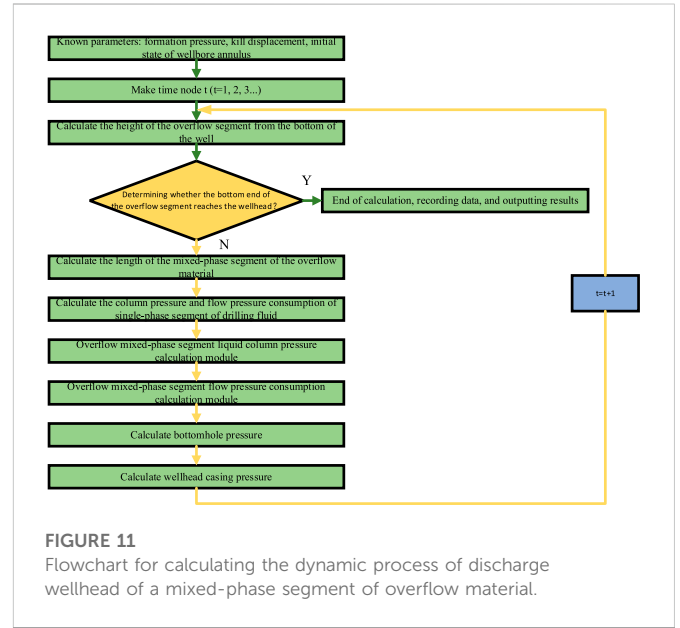 Known parameters: formation pressure, kill displacement, initial
state of wellbore annulus
Make time node t (t=1, 2, 3...)
Calculate the height of the overflow segment from the bottom of
the well
Determining whether the bottom end of
the overflow segment reaches the wellhead?
Y
End of calculation, recording data, and outputting results
N
Calculate the length of the mixed-phase segment of the overflow
material
Calculate the column pressure and flow pressure consumption of
single-phase segment of drilling fluid
t=t+1
Overflow mixed-phase segment liquid column pressure
calculation module
Overflow mixed-phase segment flow pressure consumption
calculation module
Calculate bottomhole pressure
Calculate wellhead casing pressure
FIGURE 11
Flowchart for calculating the dynamic process of discharge
wellhead of a mixed-phase segment of overflow material.